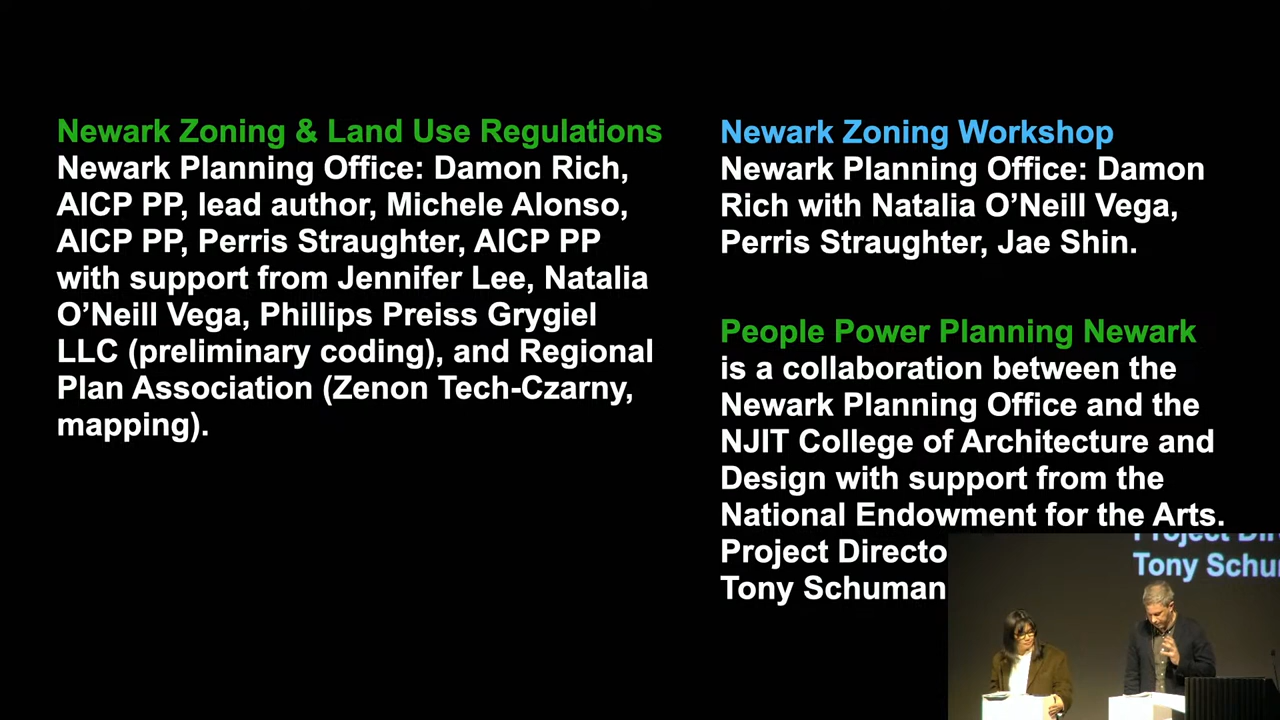 Newark Zoning & Land Use Regulations
Newark Planning Office: Damon Rich,
AICP PP, lead author, Michele Alonso,
AICP PP, Perris Straughter, AICP PP
with support from Jennifer Lee, Natalia
O’Neill Vega, Phillips Preiss Grygiel
LLC (preliminary coding), and Regional
Plan Association (Zenon Tech-Czarny,
mapping).
Newark Zoning Workshop
Newark Planning Office: Damon
Rich with Natalia O’Neill Vega,
Perris Straughter, Jae Shin.
People Power Planning Newark
is a collaboration between the
Newark Planning Office and the
NJIT College of Architecture and
Design with support from the
National Endowment for the Arts.
Project Directo
Tony Schuman
Project Dir
Tony Schu